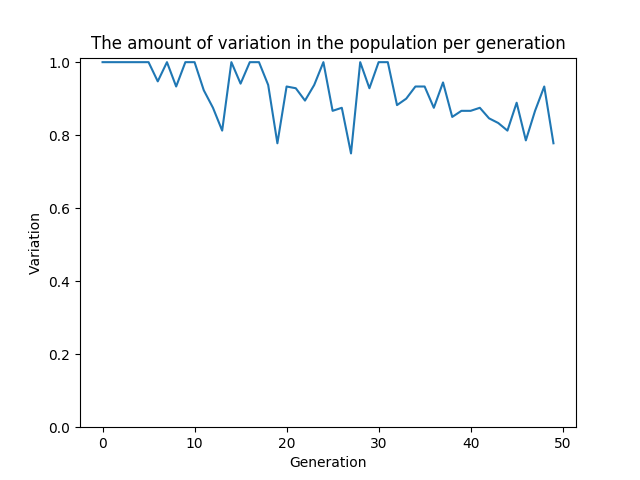 The amount of variation in the population per generation
1.0
0.8
0.6
0.4
0.2
0.0
Variation
0 10 20 30 40 50
Generation